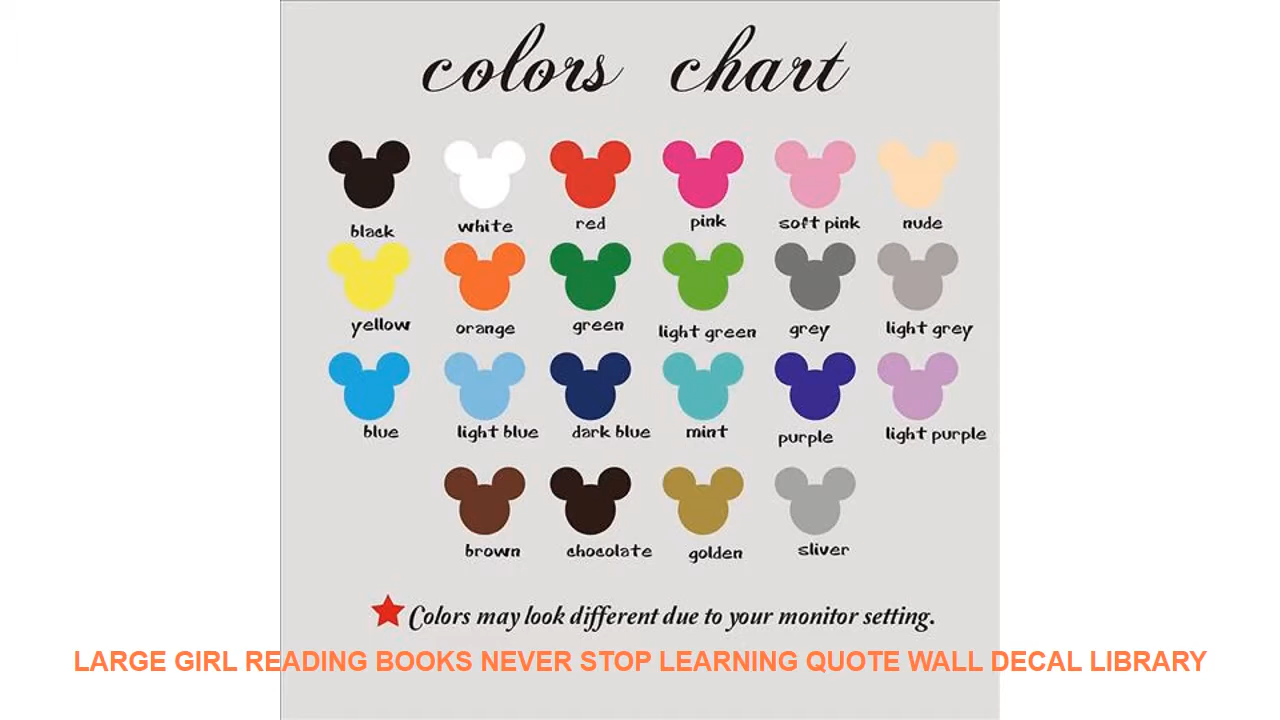 colors chart
black white red pink soft pink nude
yellow orange green light green grey light grey
blue light blue dark blue mint purple light purple
brown chocolate golden sliver
Colors may look different due to your monitor setting.
LARGE GIRL READING BOOKS NEVER STOP LEARNING QUOTE WALL DECAL LIBRARY